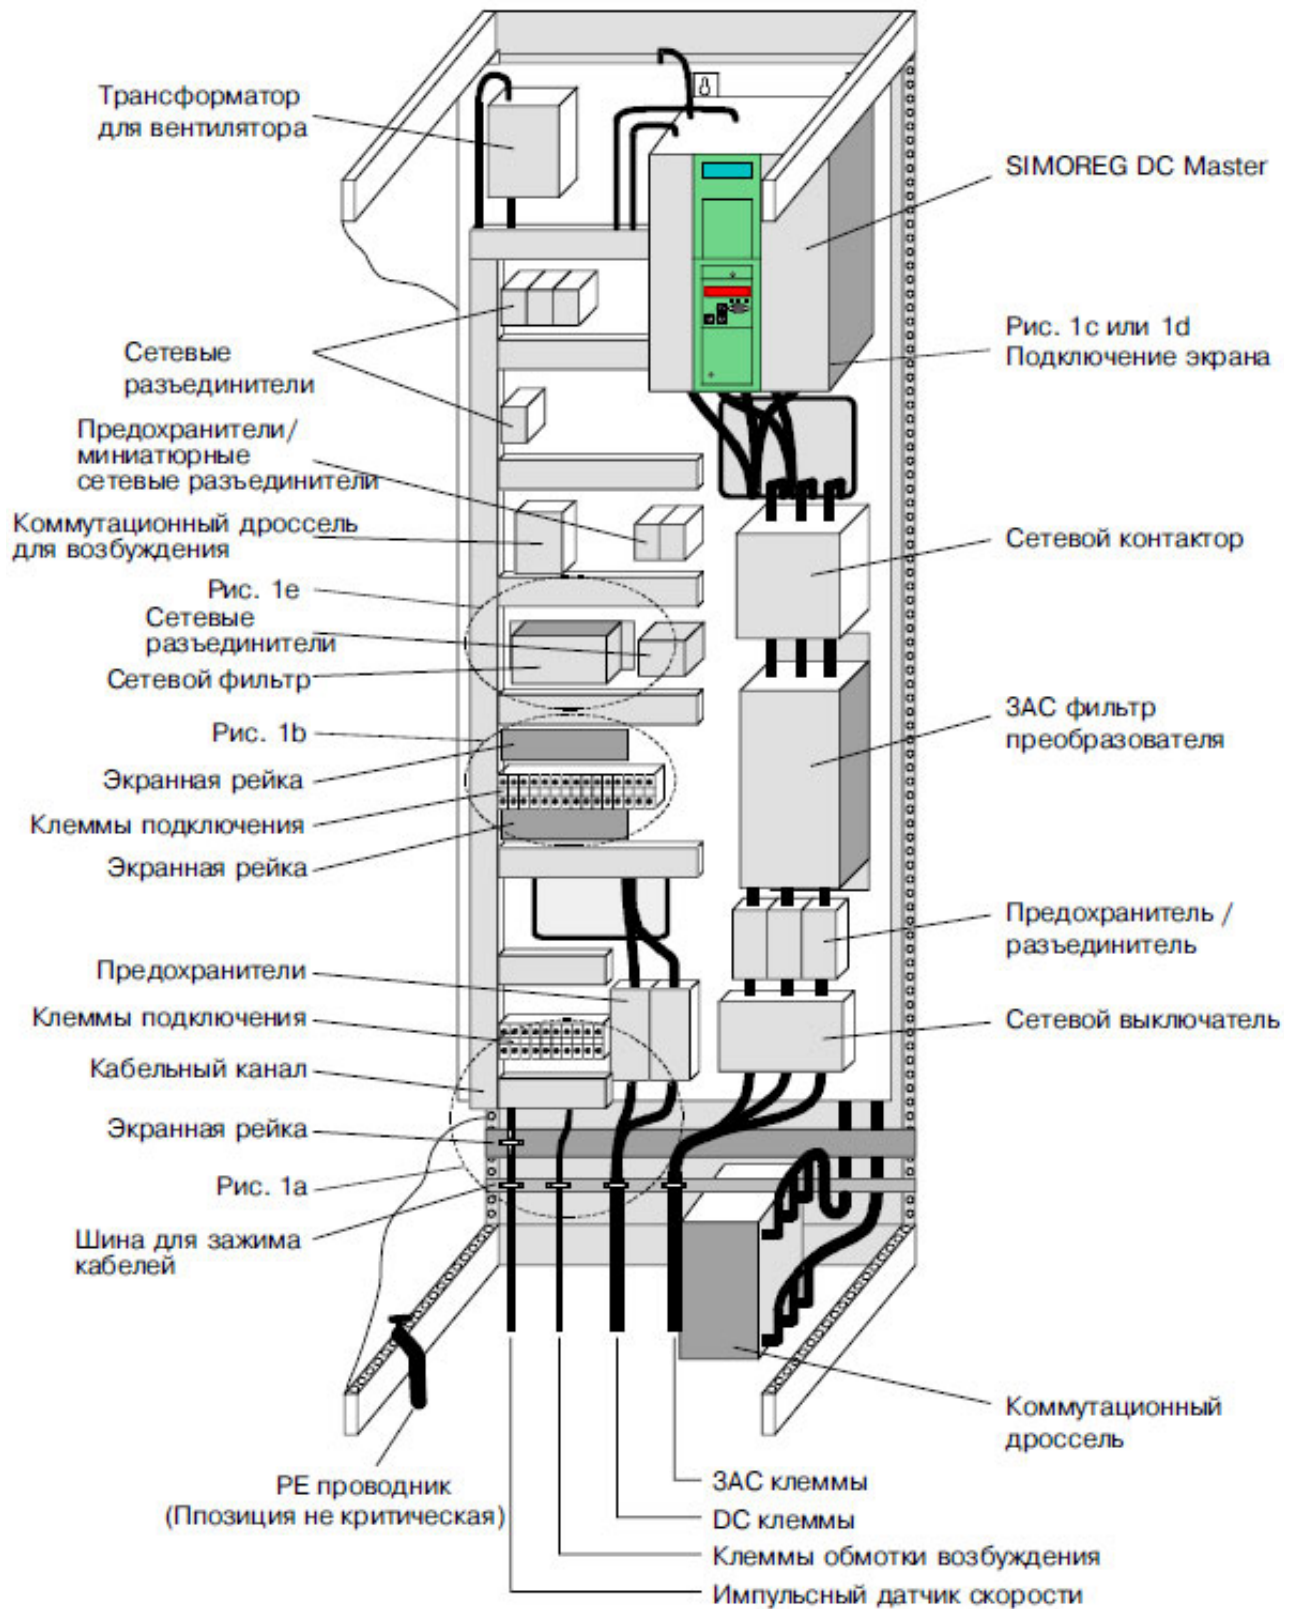 Трансформатор
для вентилятора
Сетевые
разъединители
Предохранители/
миниатюрные
сетевые разъединители
Коммутационный дроссель
для возбуждения
Рис. 1e
Сетевые
разъединители
Сетевой фильтр
Рис. 1b
Экранная рейка
Клеммы подключения
Экранная рейка
Предохранители
Клеммы подключения
Кабельный канал
Экранная рейка
Рис. 1a
Шина для зажима
кабелей
PE проводник
(Ппозиция не критическая)
SIMOREG DC Master
Рис. 1c или 1d
Подключение экрана
Сетевой контактор
3AC фильтр
преобразователя
Предохранитель /
разъединитель
Сетевой выключатель
Коммутационный
дроссель
3AC клеммы
DC клеммы
Клеммы обмотки возбуждения
Импульсный датчик скорости